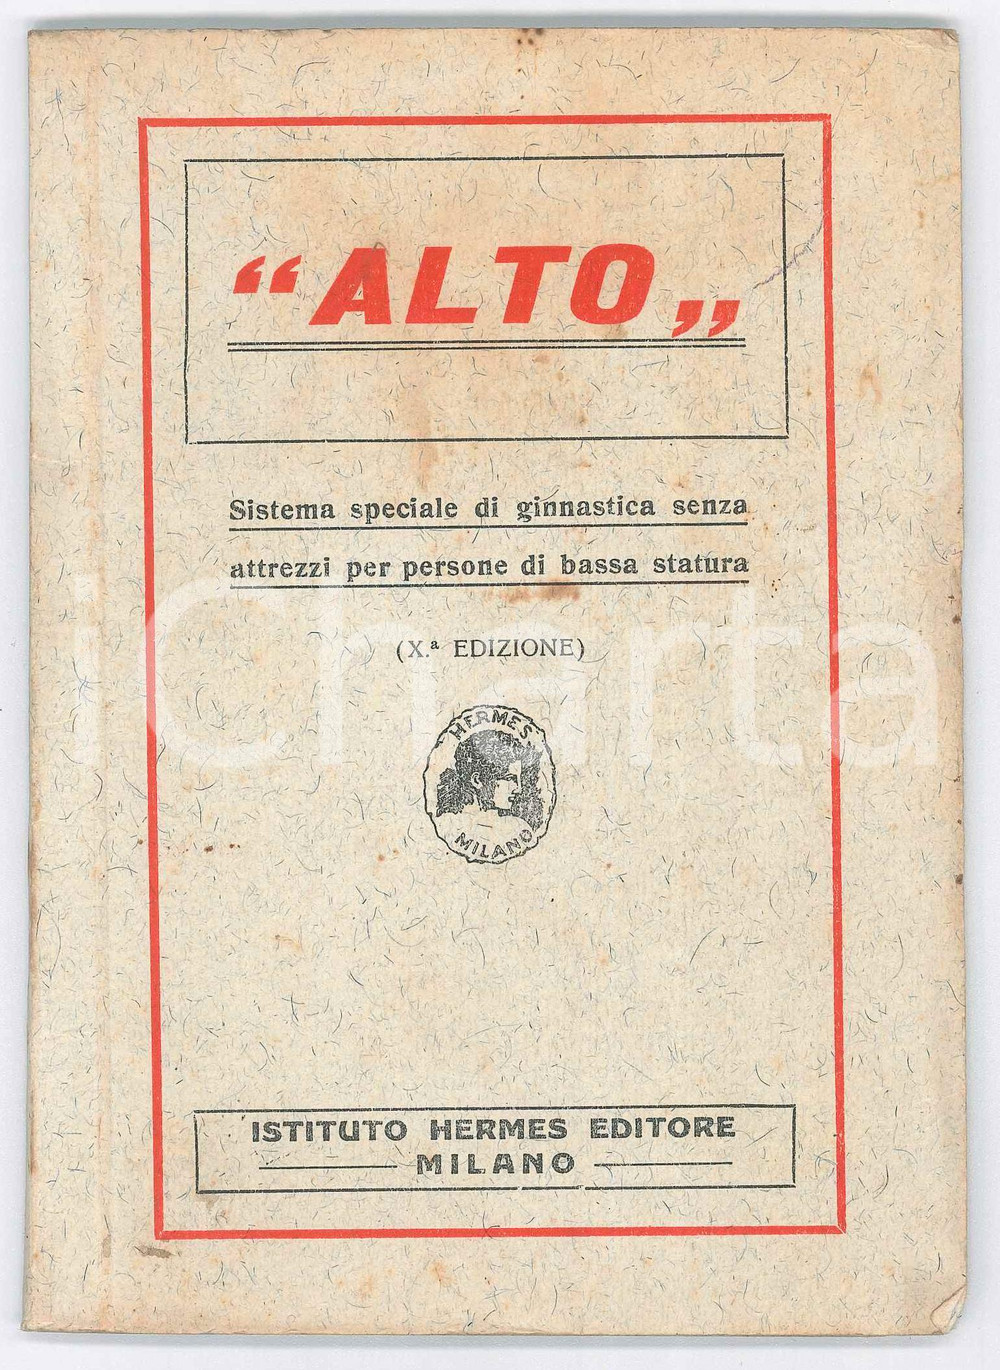 “ALTO„
Sistema speciale di ginnastica senza
attrezzi per persone di bassa statura
(X.ª EDIZIONE)
HERMES
MILANO
iCharta
ISTITUTO HERMES EDITORE
MILANO